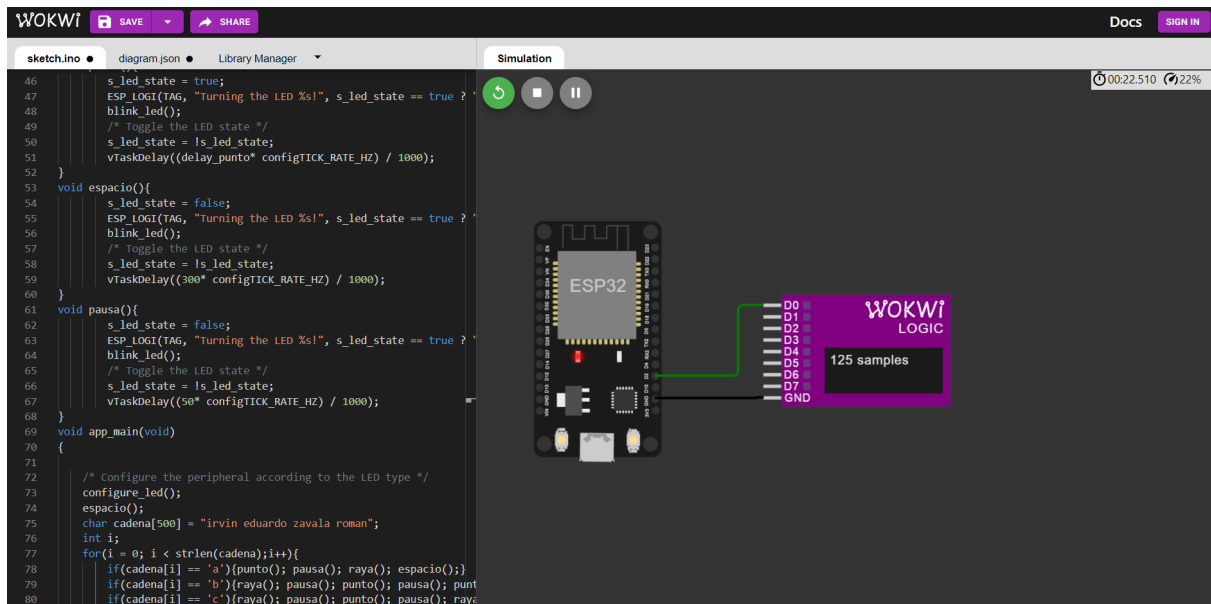 WOKWi SAVE SHARE Docs SIGN IN
sketch.ino ● diagram.json ● Library Manager Simulation
00:22.510 22%
46 s_led_state = true;
47 ESP_LOGI(TAG, "Turning the LED %s!", s_led_state == true ? "
48 blink_led();
49 /* Toggle the LED state */
50 s_led_state = !s_led_state;
51 vTaskDelay((delay_punto* configTICK_RATE_HZ) / 1000);
52 }
53 void espacio(){
54 s_led_state = false;
55 ESP_LOGI(TAG, "Turning the LED %s!", s_led_state == true ? "
56 blink_led();
57 /* Toggle the LED state */
58 s_led_state = !s_led_state;
59 vTaskDelay((300* configTICK_RATE_HZ) / 1000);
60 }
61 void pausa(){
62 s_led_state = false;
63 ESP_LOGI(TAG, "Turning the LED %s!", s_led_state == true ? "
64 blink_led();
65 /* Toggle the LED state */
66 s_led_state = !s_led_state;
67 vTaskDelay((50* configTICK_RATE_HZ) / 1000);
68 }
69 void app_main(void)
70 {
71
72 /* Configure the peripheral according to the LED type */
73 configure_led();
74 espacio();
75 char cadena[500] = "irvin eduardo zavala roman";
76 int i;
77 for(i = 0; i < strlen(cadena);i++){
78 if(cadena[i] == 'a'){punto(); pausa(); raya(); espacio();}
79 if(cadena[i] == 'b'){raya(); pausa(); punto(); pausa(); punt
80 if(cadena[i] == 'c'){raya(); pausa(); punto(); pausa(); raya
ESP32
WOKWi
LOGIC
125 samples
D0
D1
D2
D3
D4
D5
D6
D7
GND